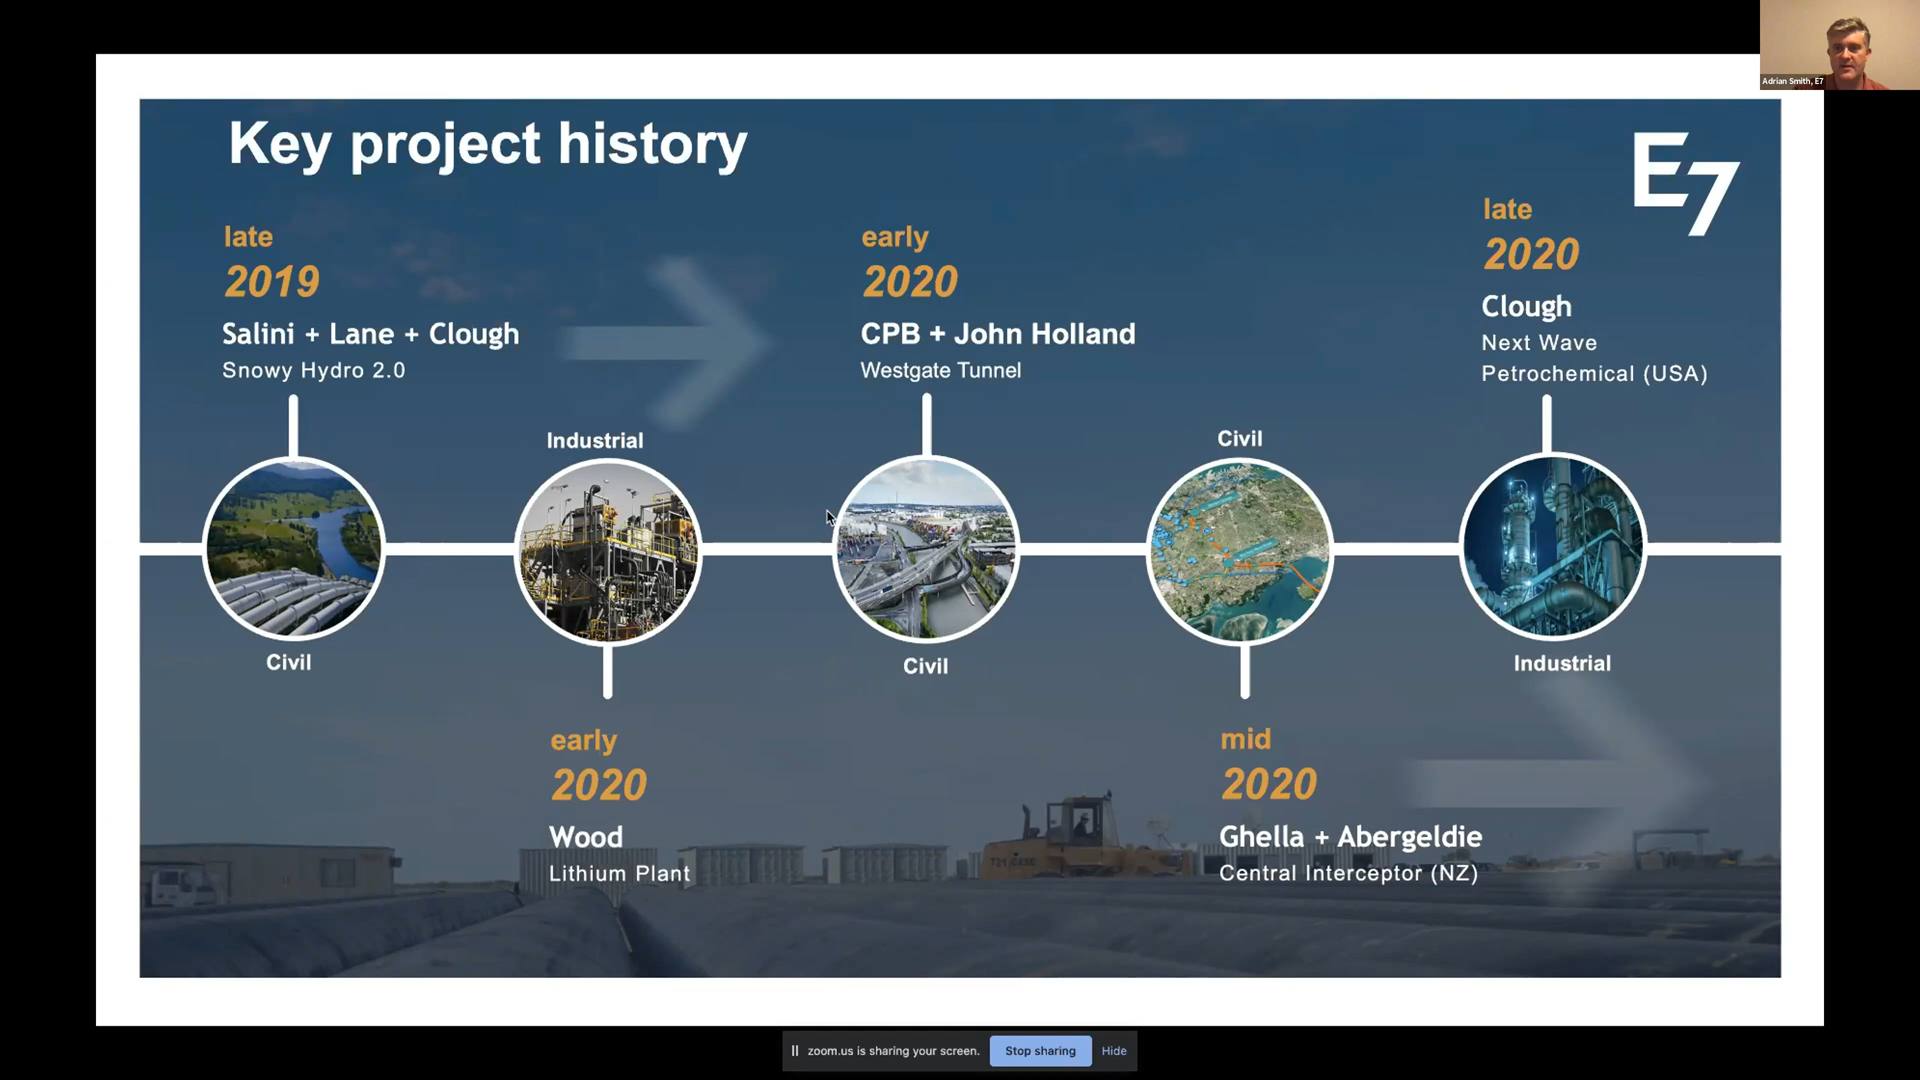 Adrian Smith, E7
Key project history
E7
late
2019
Salini + Lane + Clough
Snowy Hydro 2.0
Civil
Industrial
early
2020
Wood
Lithium Plant
early
2020
CPB + John Holland
Westgate Tunnel
Civil
Civil
mid
2020
Ghella + Abergeldie
Central Interceptor (NZ)
late
2020
Clough
Next Wave
Petrochemical (USA)
Industrial
zoom.us is sharing your screen.
Stop sharing
Hide